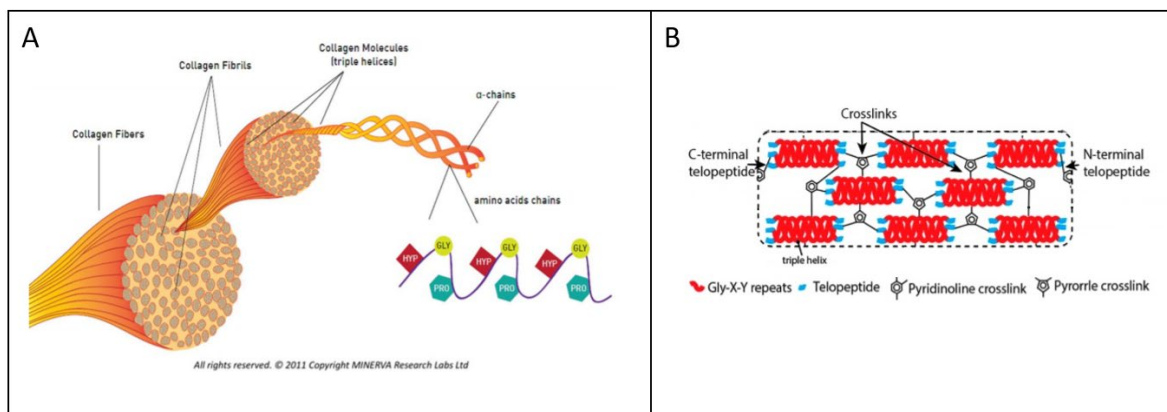 A
Collagen Fibers
Collagen Fibrils
Collagen Molecules
(triple helices)
α-chains
amino acids chains
HYP
GLY
PRO
HYP
GLY
PRO
HYP
GLY
PRO
All rights reserved. © 2011 Copyright MINERVA Research Labs Ltd
B
Crosslinks
C-terminal
telopeptide
N-terminal
telopeptide
triple helix
Gly-X-Y repeats Telopeptide Pyridinoline crosslink Pyrorrle crosslink